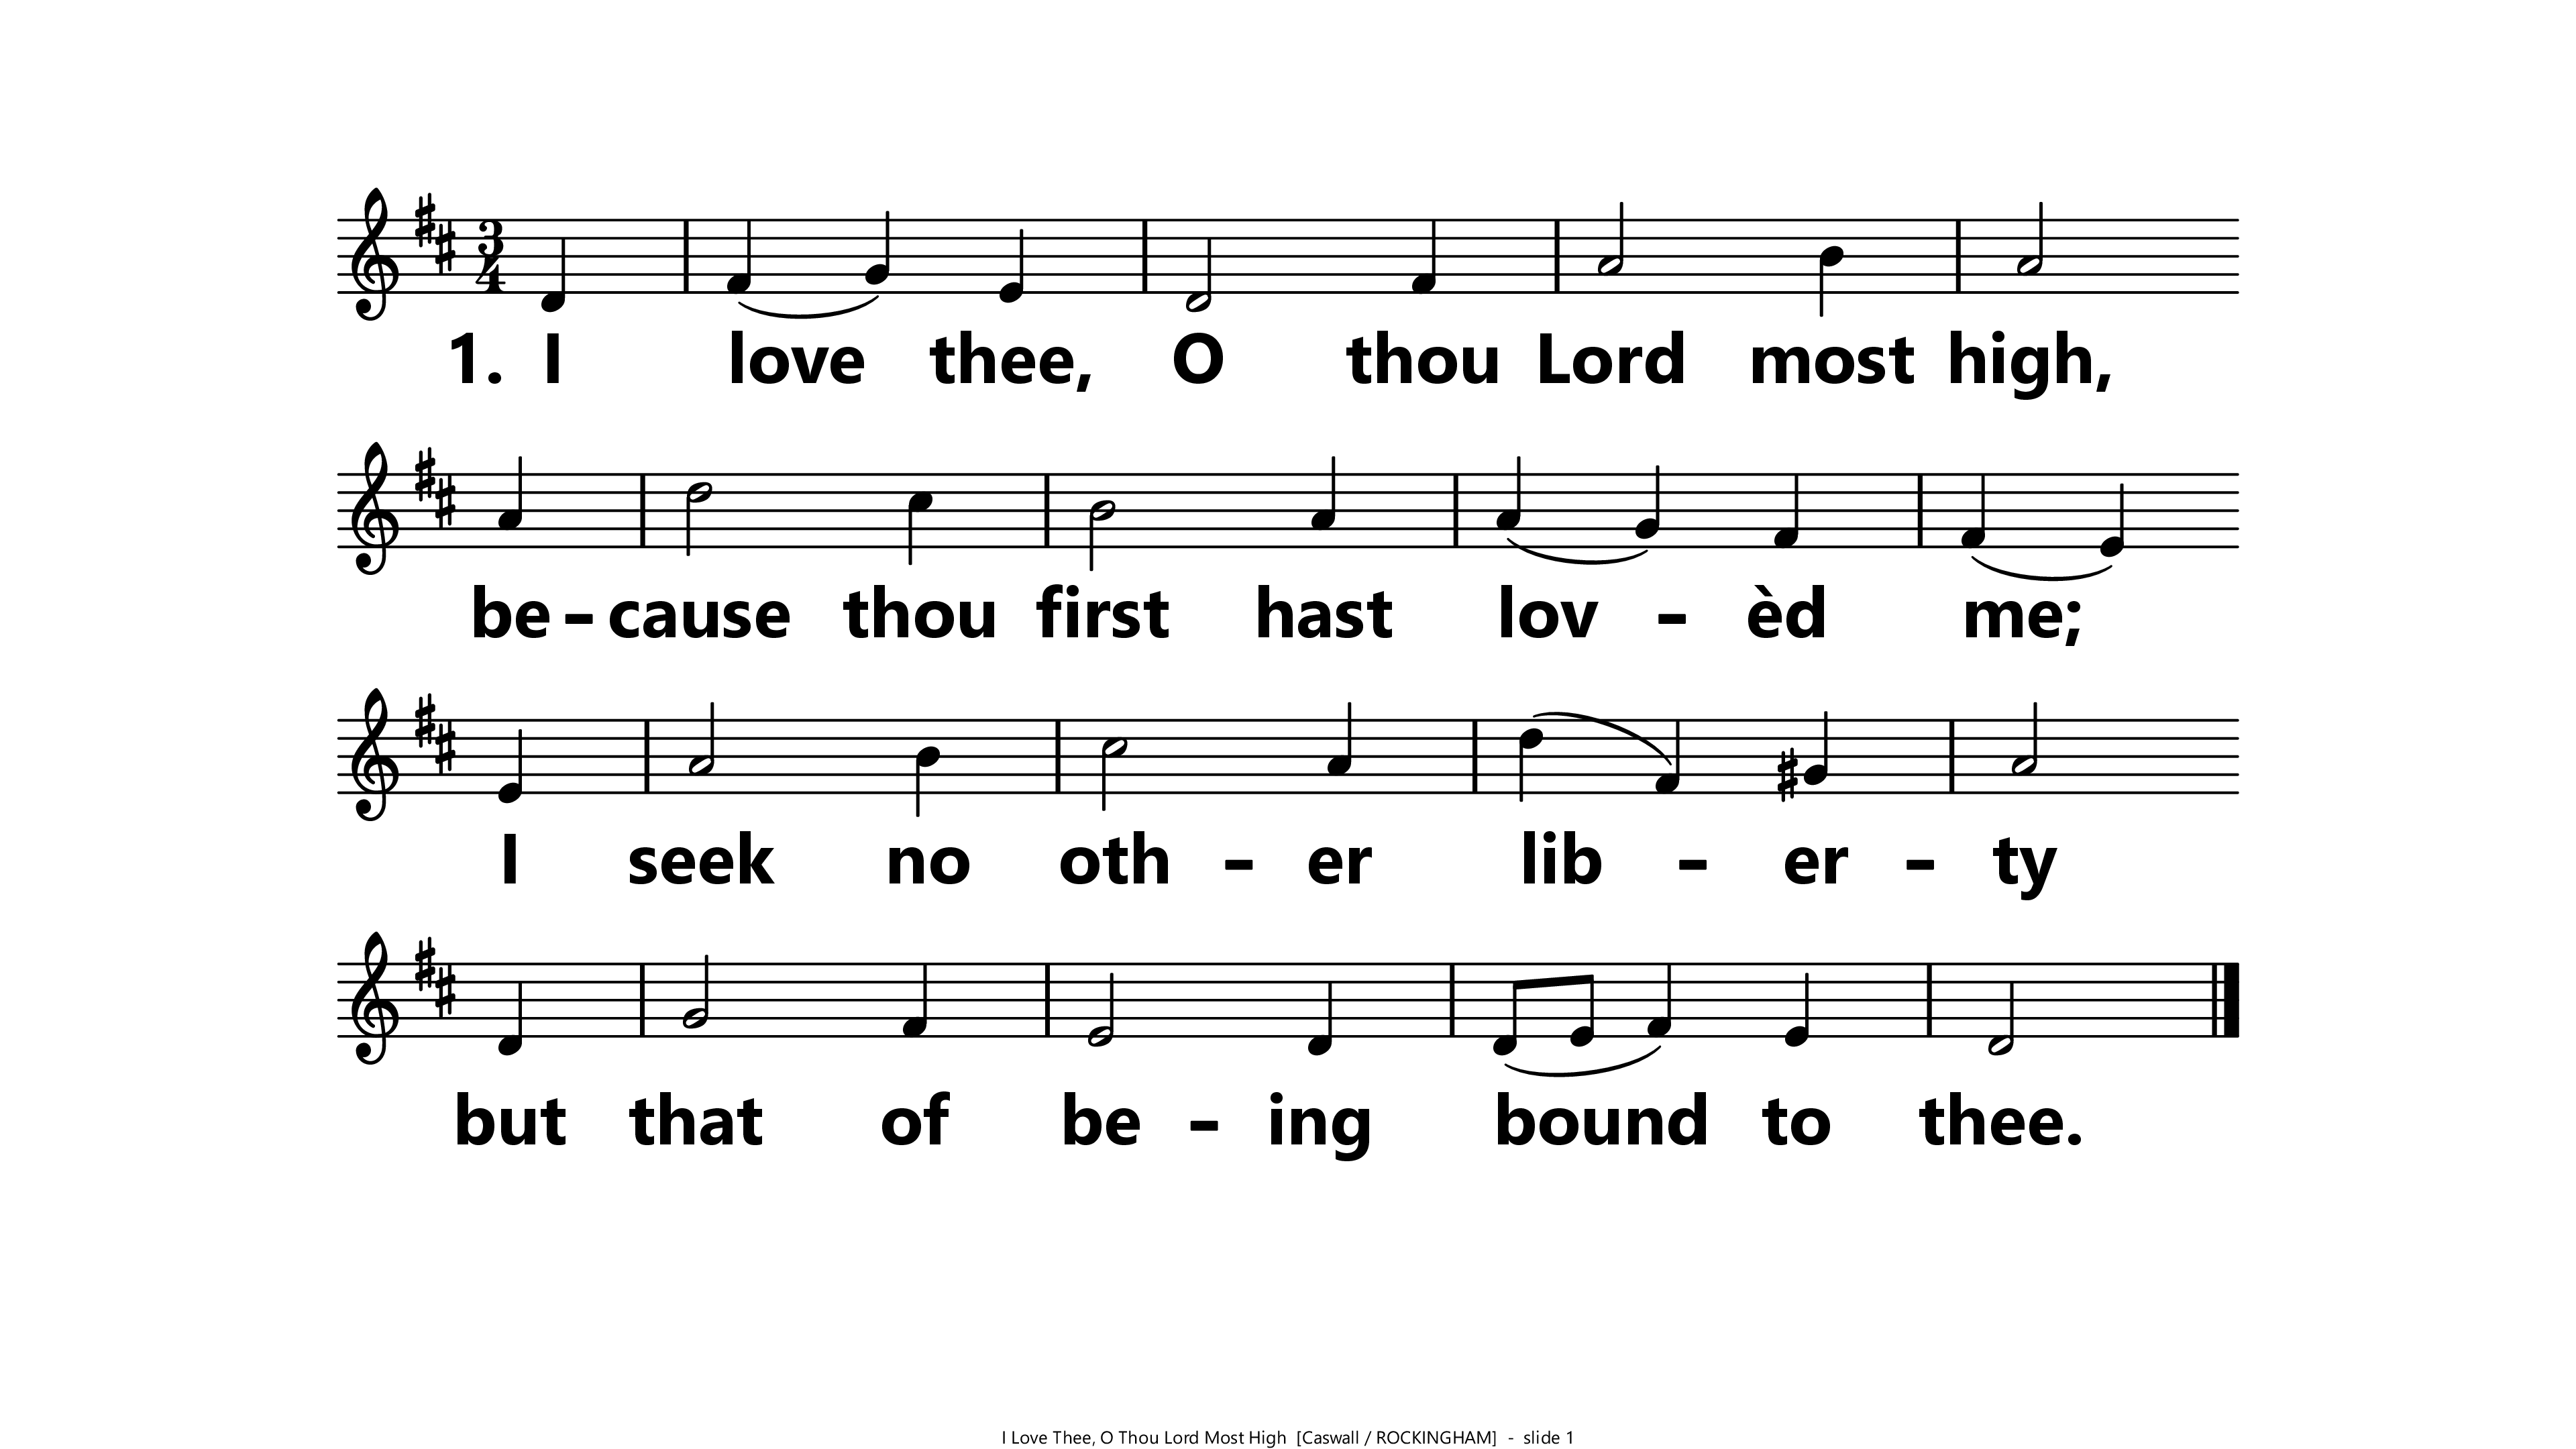 3
4
1. I love thee, O thou Lord most high,
be - cause thou first hast lov - èd me;
I seek no oth - er lib - er - ty
but that of be - ing bound to thee.
I Love Thee, O Thou Lord Most High [Caswall / ROCKINGHAM] - slide 1